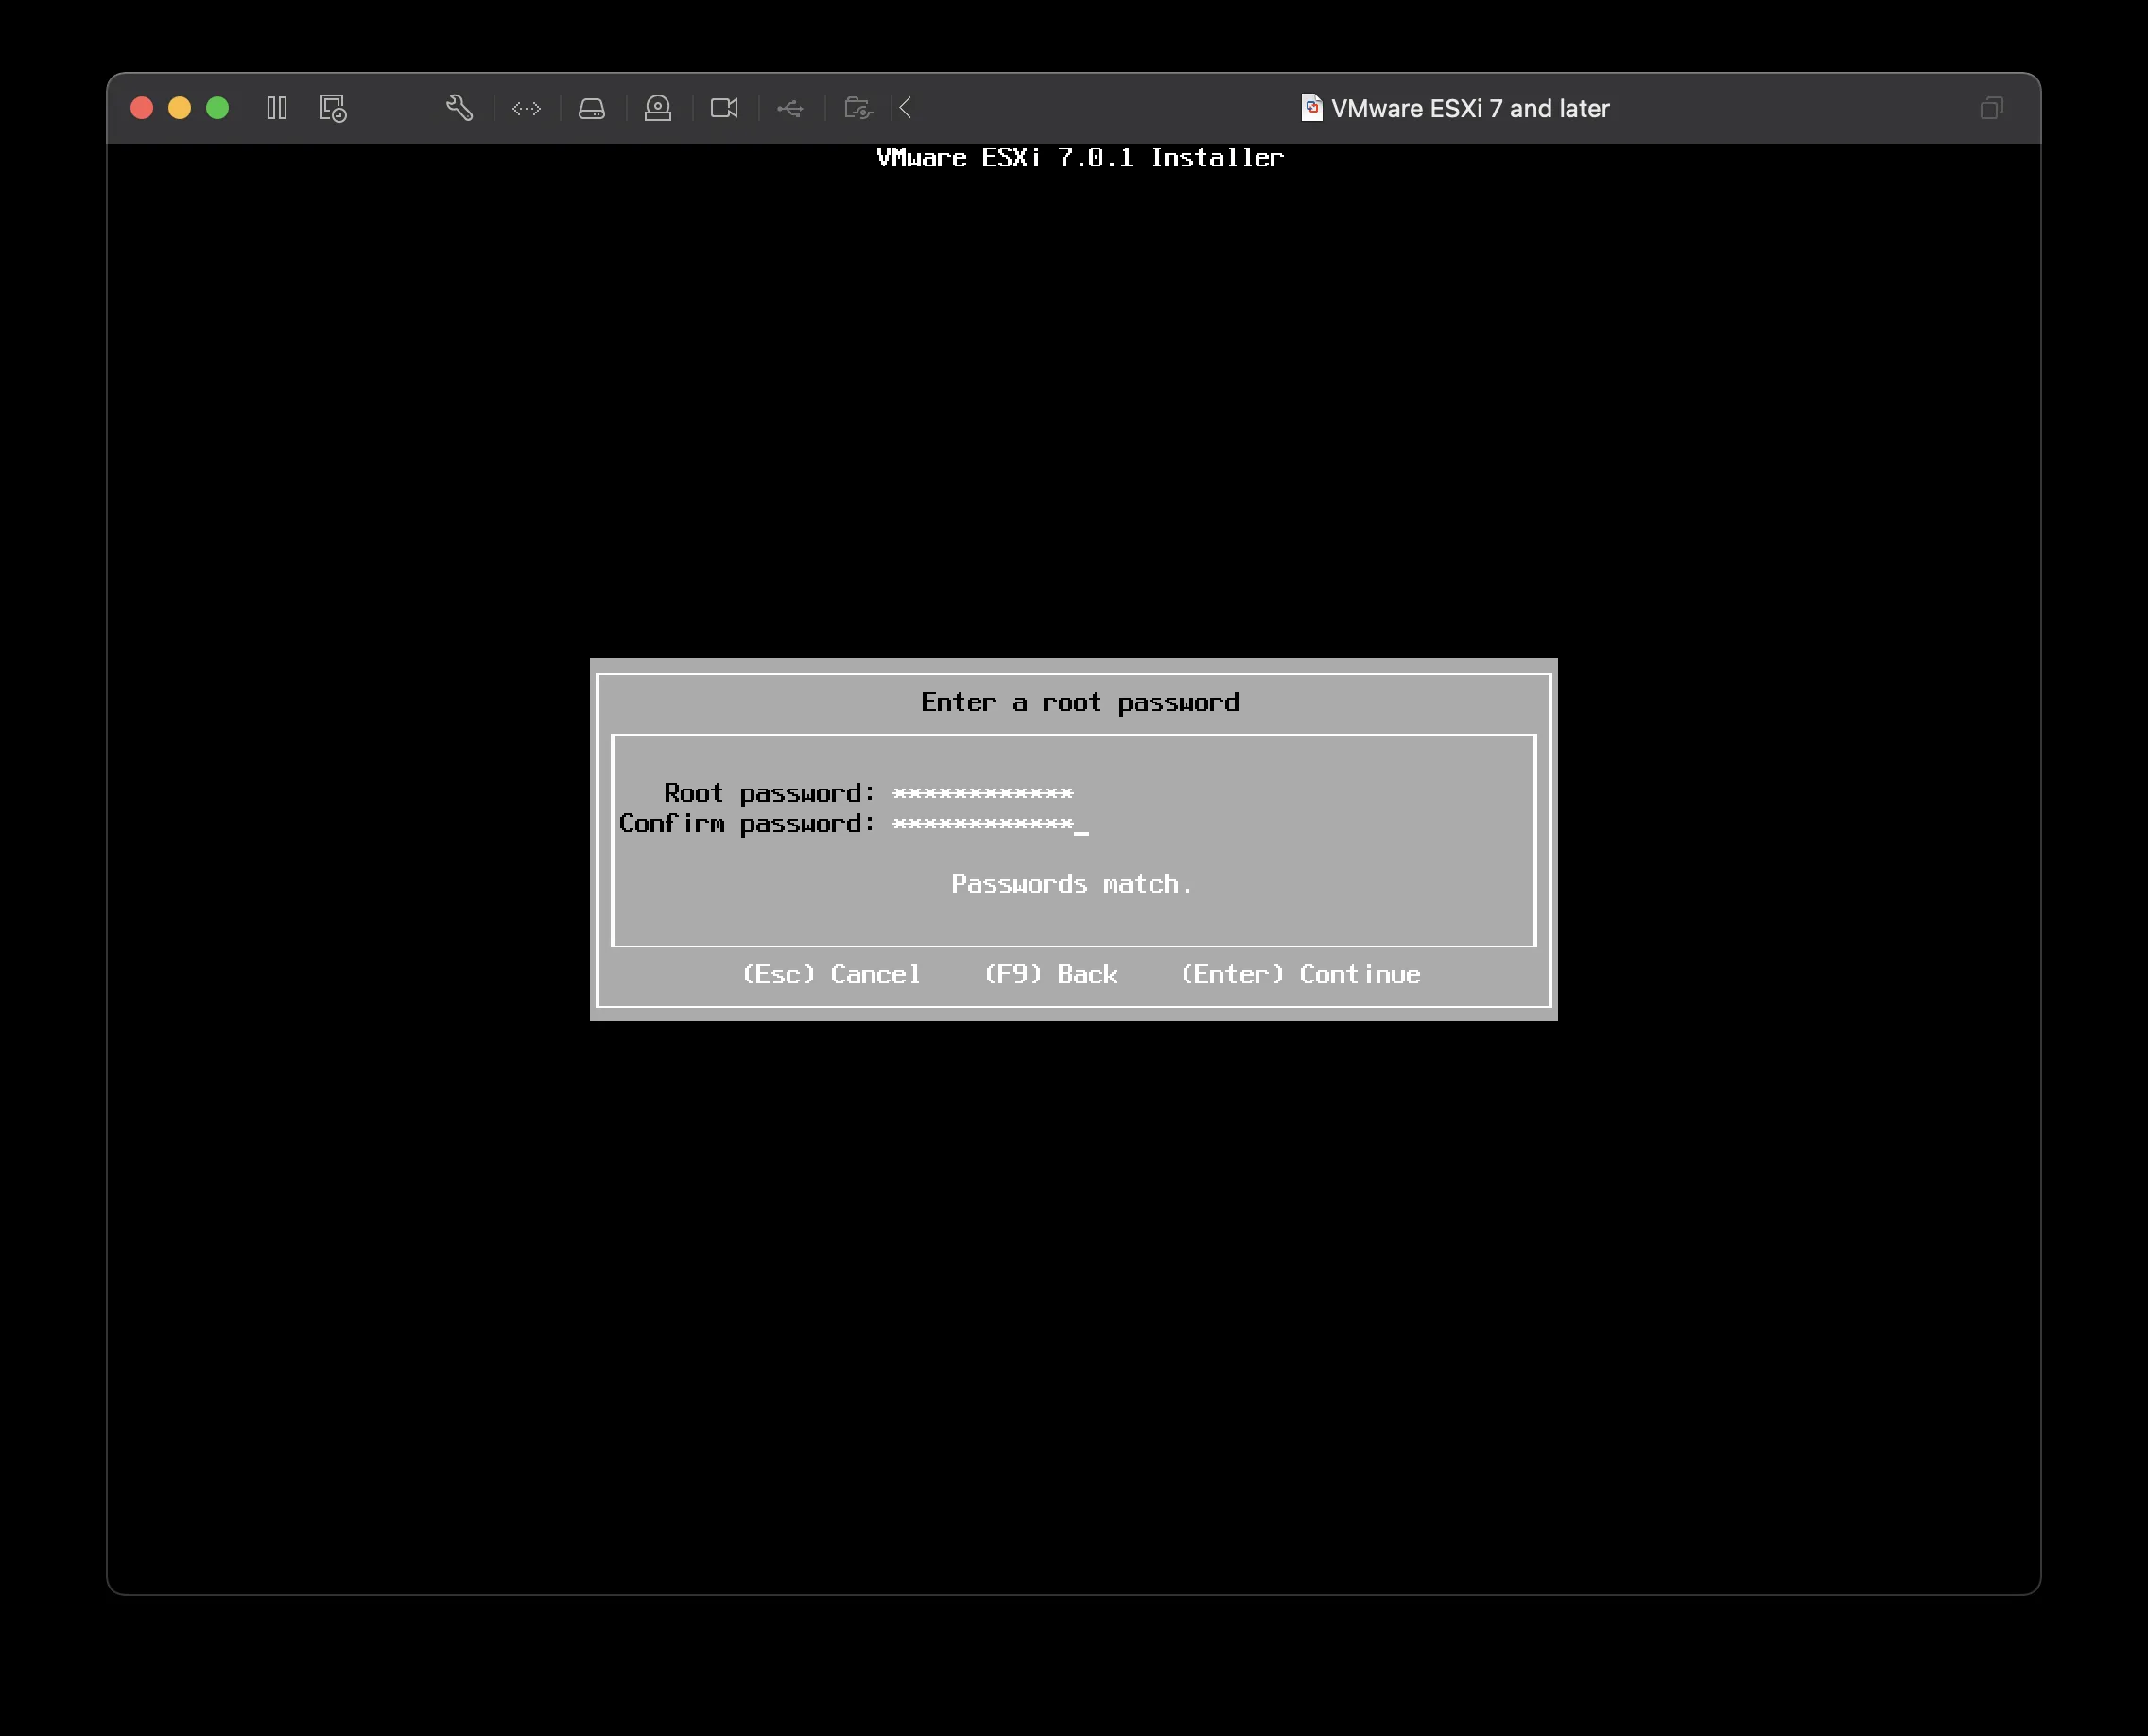 VMware ESXi 7 and later
VMware ESXi 7.0.1 Installer
Enter a root password
Root password: ************
Confirm password: ************_
Passwords match.
(Esc) Cancel    (F9) Back    (Enter) Continue